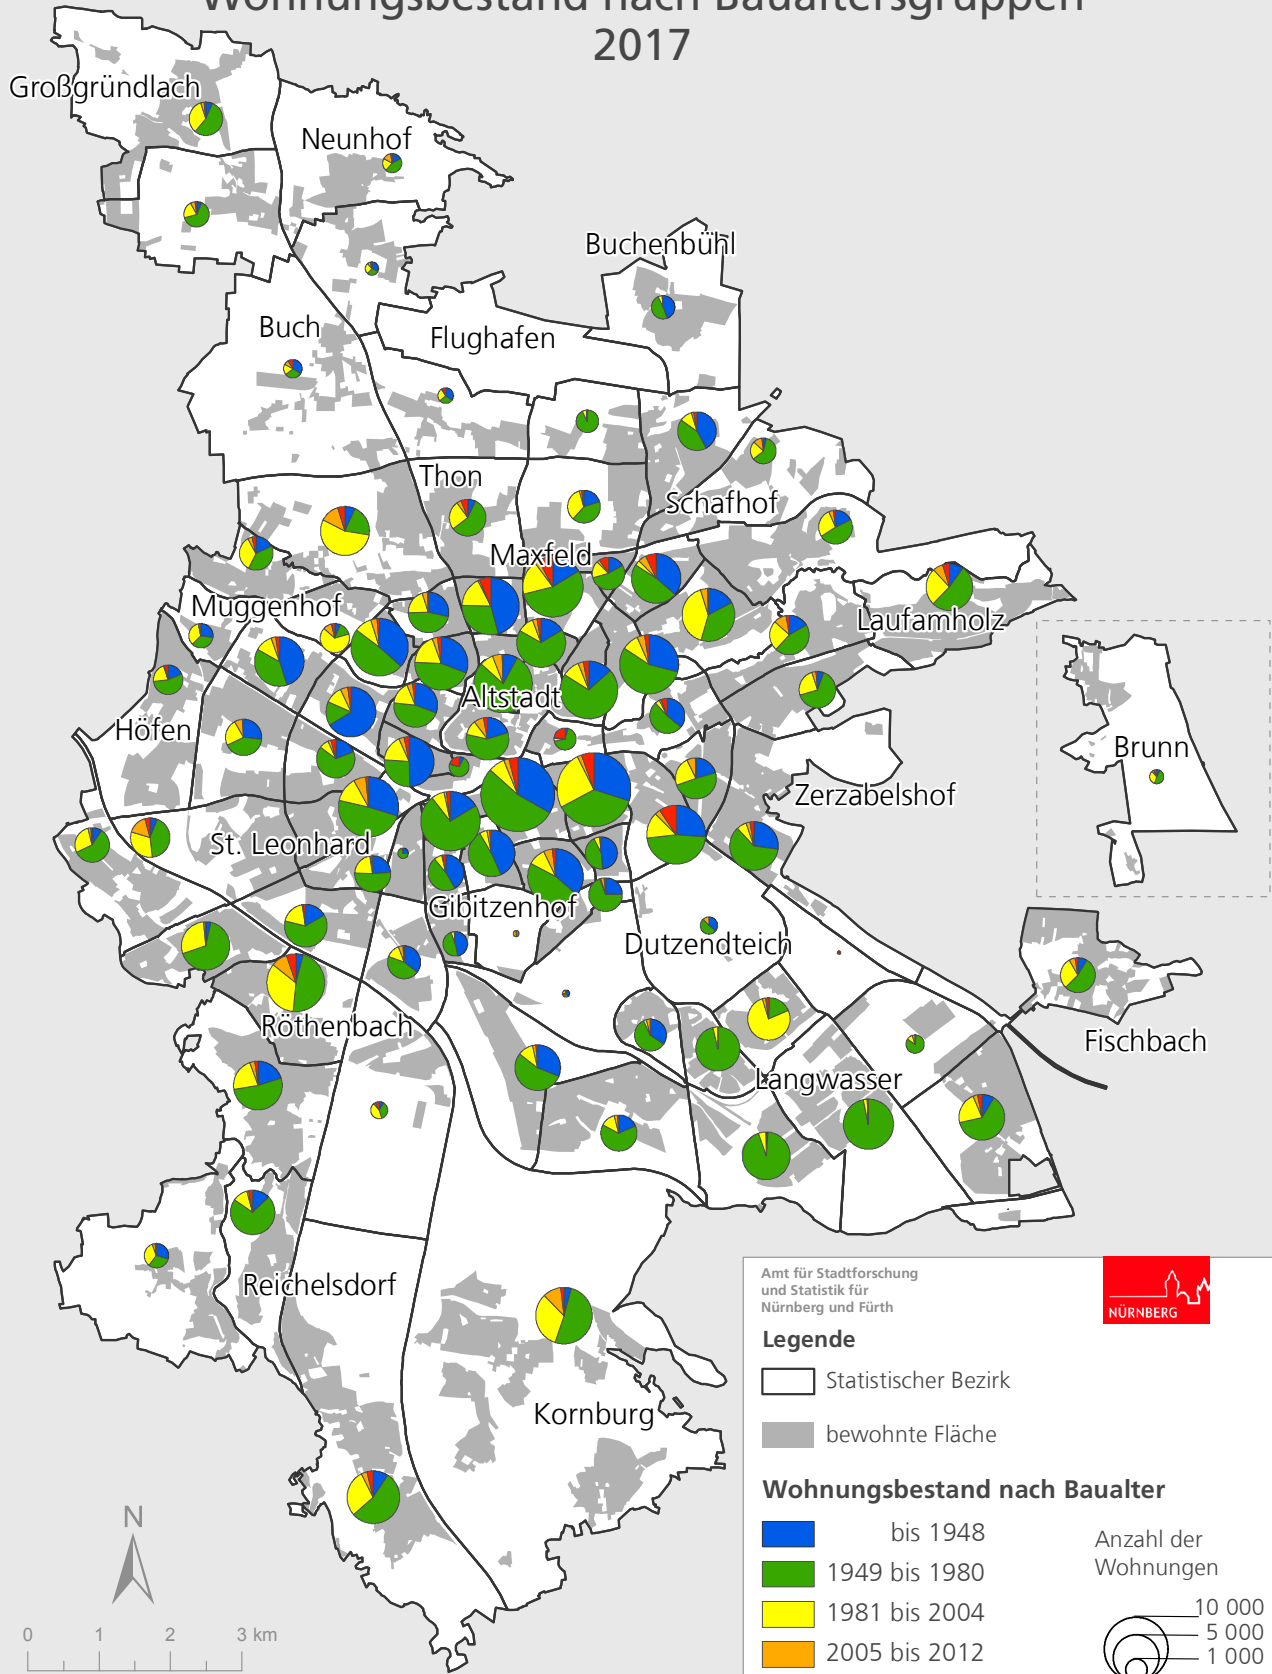 Wohnungsbestand nach Baualtersgruppen
2017
Großgründlach
Neunhof
Buchenbühl
Buch
Flughafen
Thon
Schafhof
Maxfeld
Muggenhof
Laufamholz
Altstadt
Höfen
Brunn
Zerzabelshof
St. Leonhard
Gibitzenhof
Dutzendteich
Röthenbach
Fischbach
Langwasser
Reichelsdorf
Kornburg
N
0 1 2 3 km
Amt für Stadtforschung
und Statistik für
Nürnberg und Fürth
NÜRNBERG
Legende
Statistischer Bezirk
bewohnte Fläche
Wohnungsbestand nach Baualter
bis 1948
1949 bis 1980
1981 bis 2004
2005 bis 2012
Anzahl der
Wohnungen
10 000
5 000
1 000